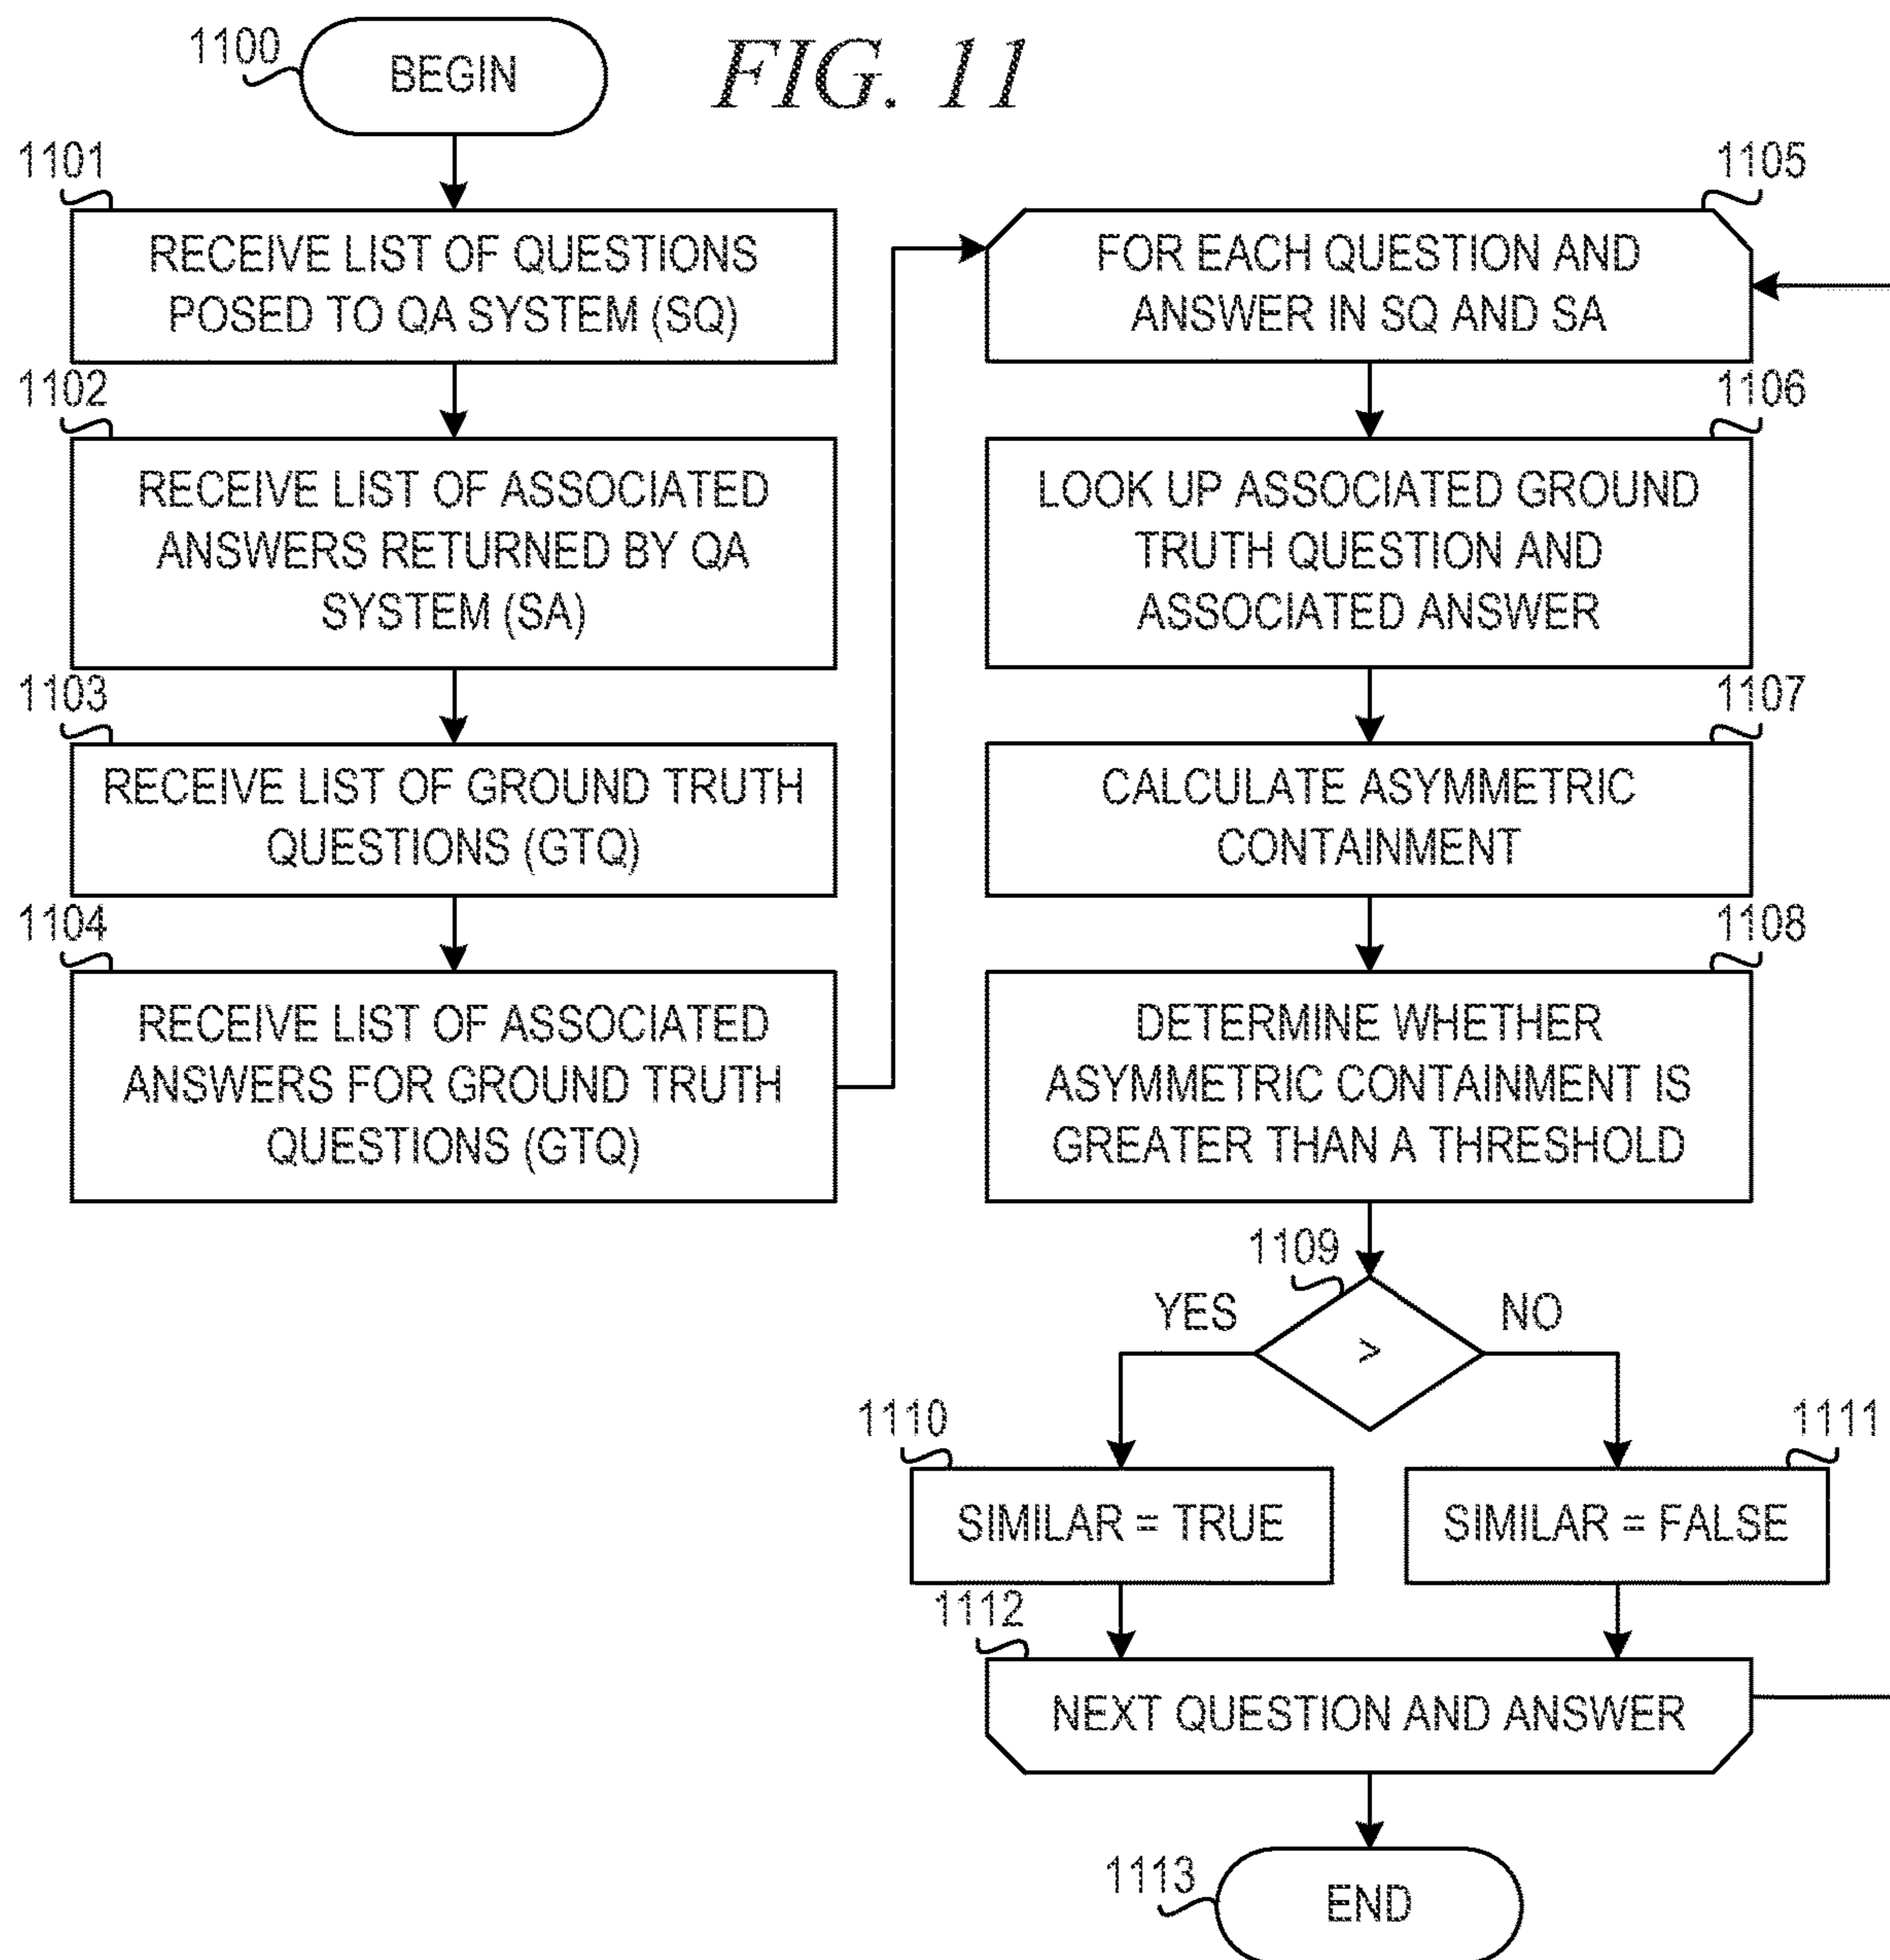 FIG. 11
1100
BEGIN
1101
RECEIVE LIST OF QUESTIONS
POSED TO QA SYSTEM (SQ)
1102
RECEIVE LIST OF ASSOCIATED
ANSWERS RETURNED BY QA
SYSTEM (SA)
1103
RECEIVE LIST OF GROUND TRUTH
QUESTIONS (GTQ)
1104
RECEIVE LIST OF ASSOCIATED
ANSWERS FOR GROUND TRUTH
QUESTIONS (GTQ)
1105
FOR EACH QUESTION AND
ANSWER IN SQ AND SA
1106
LOOK UP ASSOCIATED GROUND
TRUTH QUESTION AND
ASSOCIATED ANSWER
1107
CALCULATE ASYMMETRIC
CONTAINMENT
1108
DETERMINE WHETHER
ASYMMETRIC CONTAINMENT IS
GREATER THAN A THRESHOLD
1109
YES
>
NO
1110
SIMILAR = TRUE
1111
SIMILAR = FALSE
1112
NEXT QUESTION AND ANSWER
1113
END